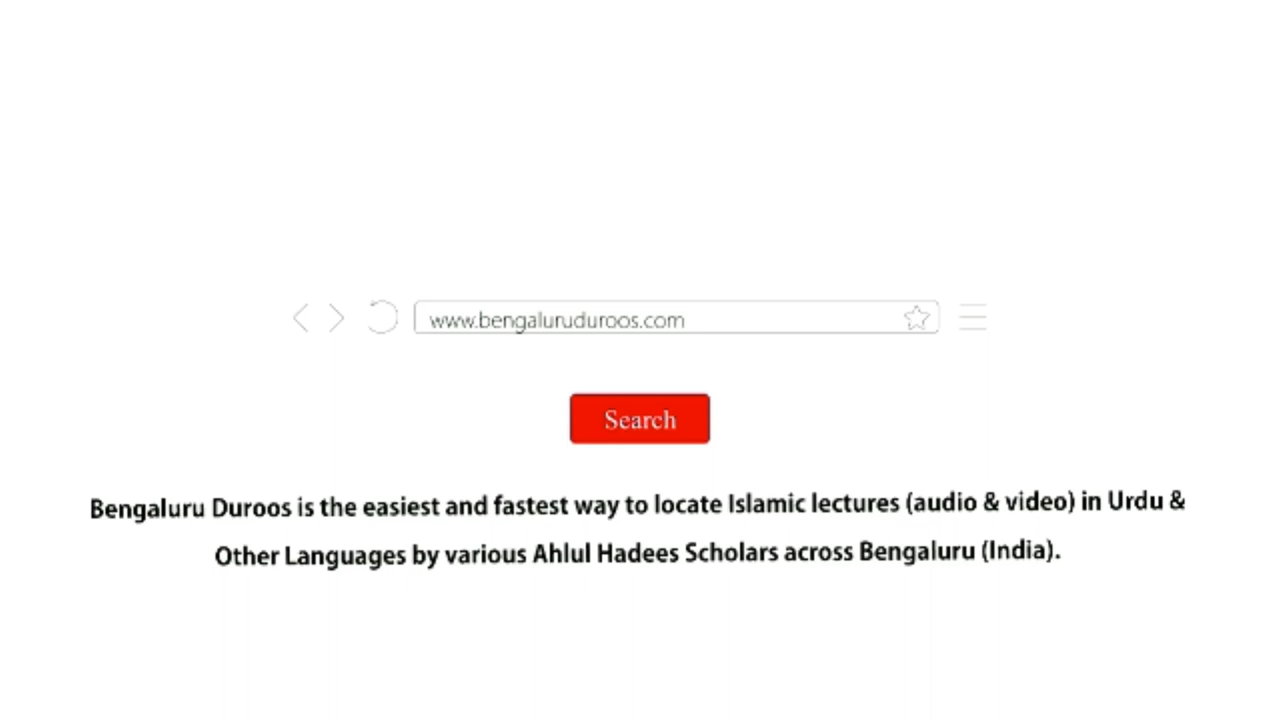 www.bengaluruduroos.com
Search
Bengaluru Duroos is the easiest and fastest way to locate Islamic lectures (audio & video) in Urdu &
Other Languages by various Ahlul Hadees Scholars across Bengaluru (India).